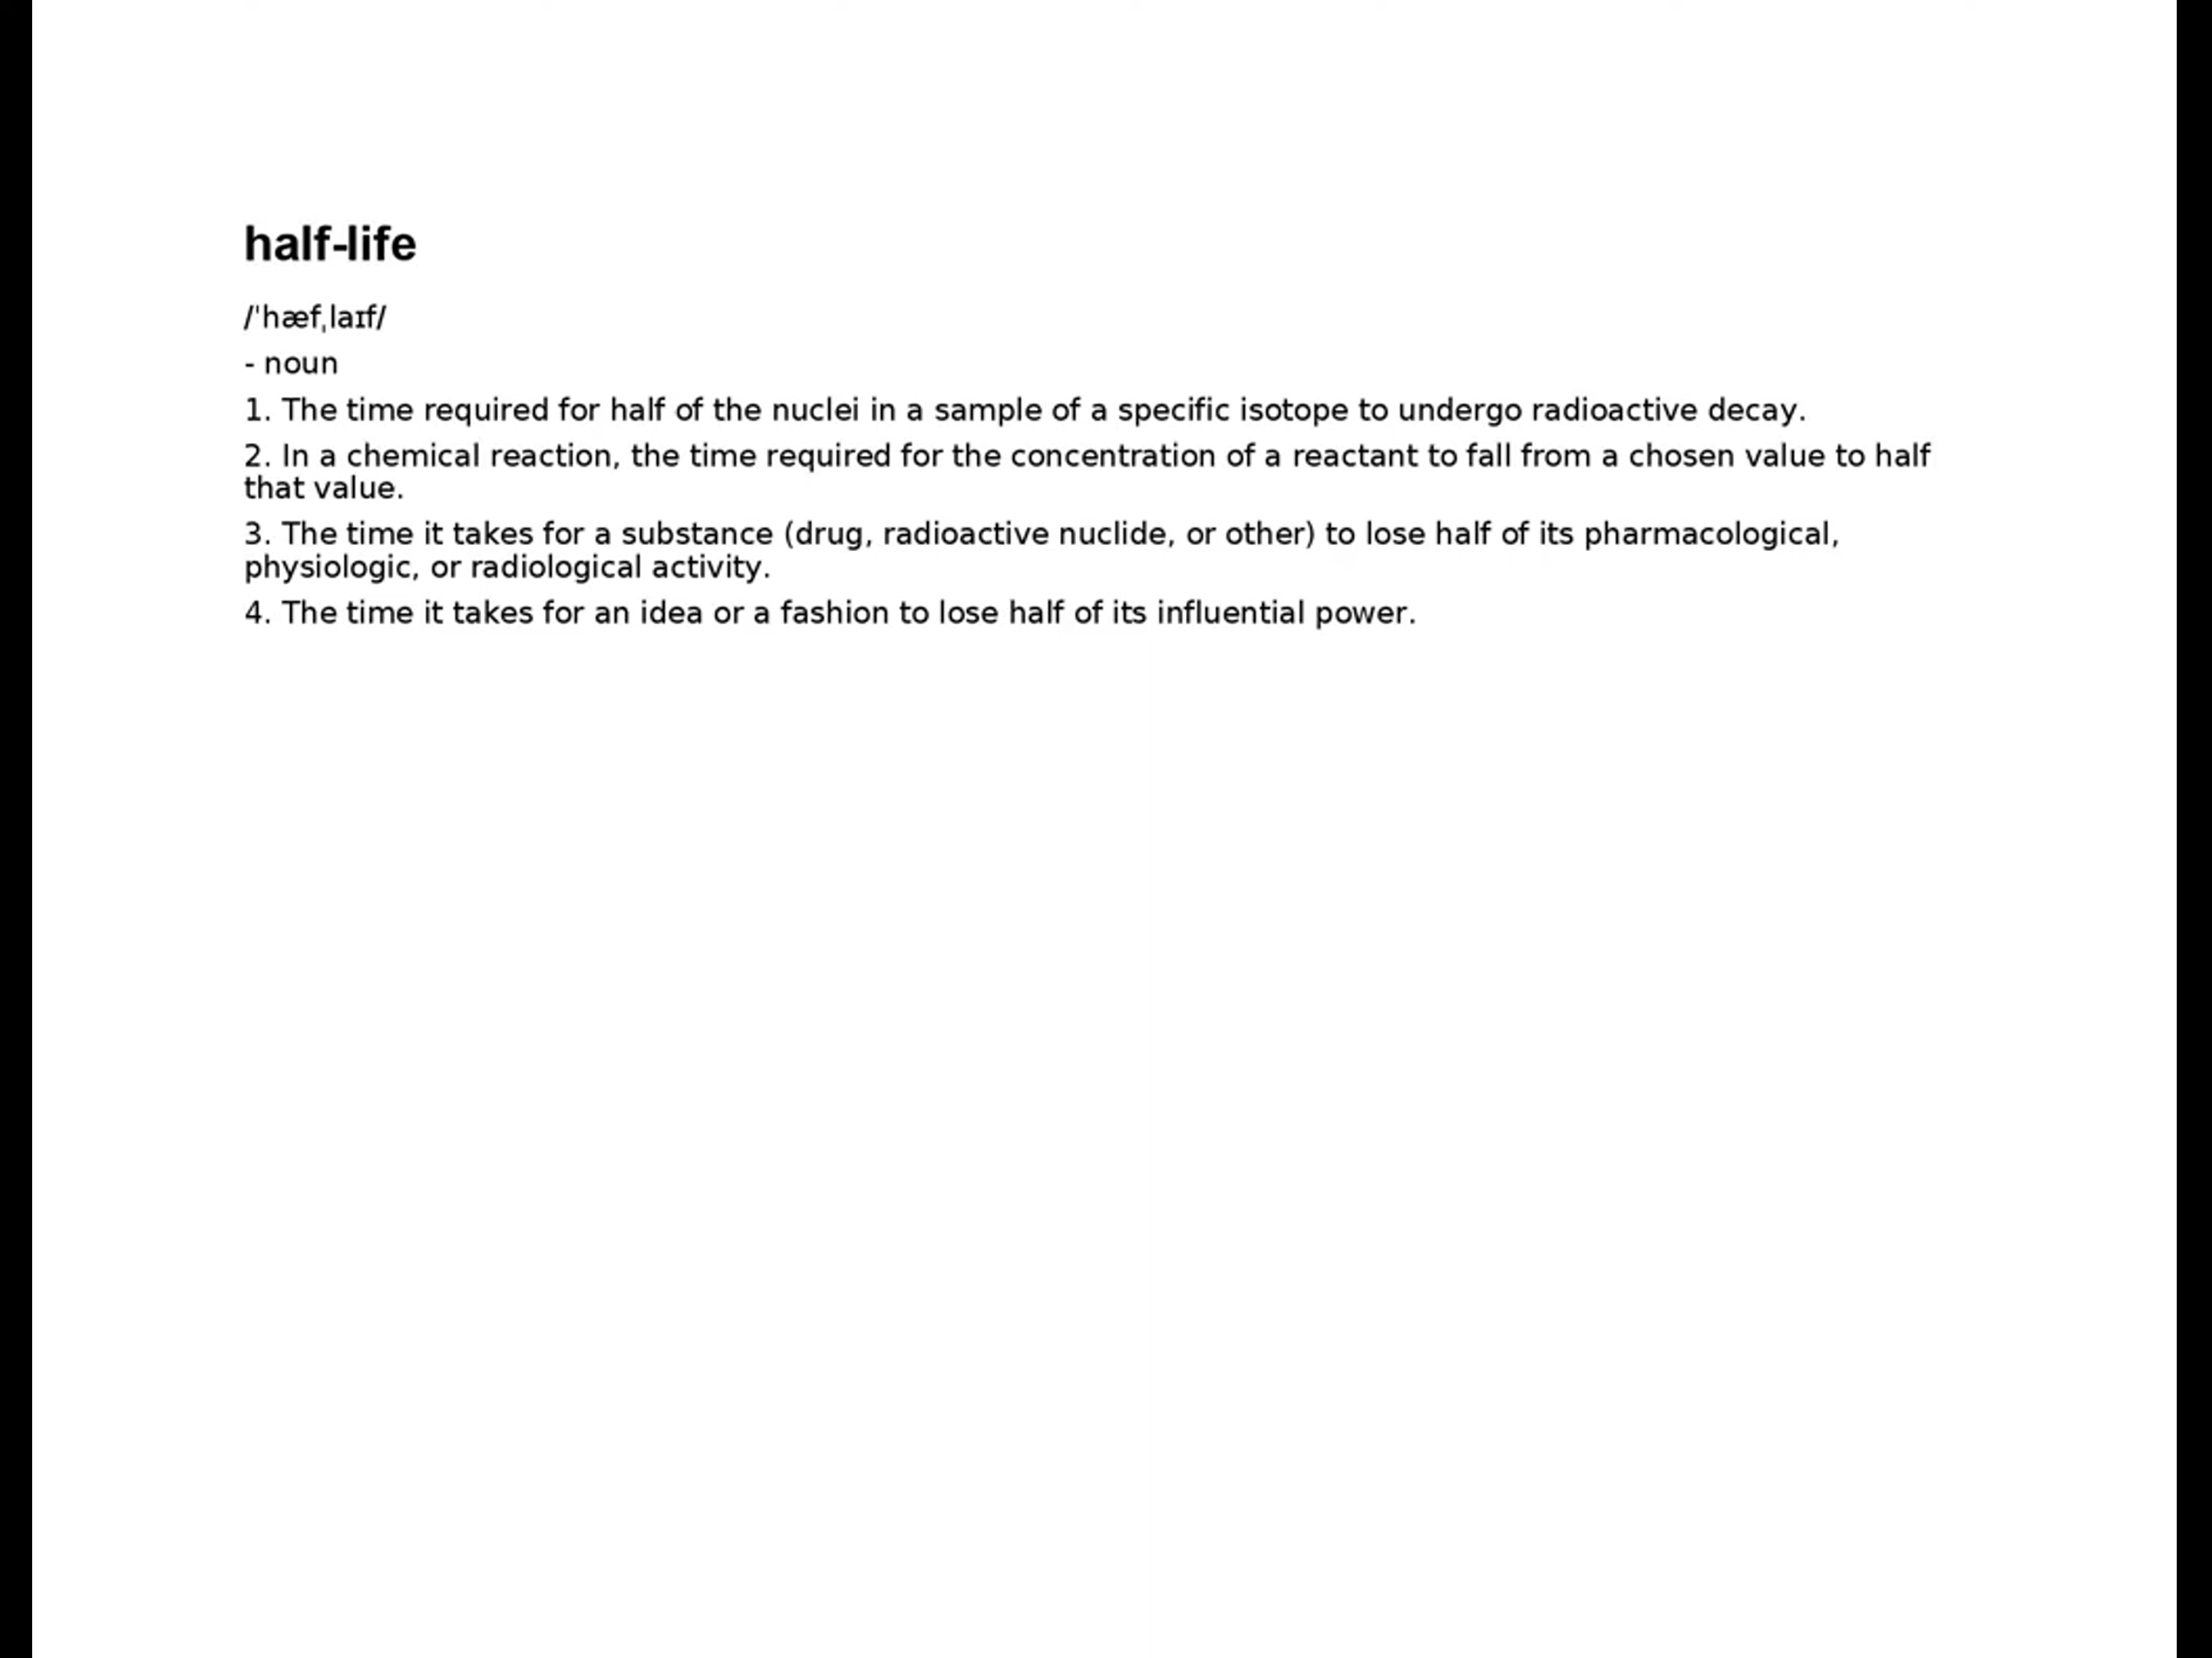 half-life
/ˈhæfˌlaɪf/
- noun
1. The time required for half of the nuclei in a sample of a specific isotope to undergo radioactive decay.
2. In a chemical reaction, the time required for the concentration of a reactant to fall from a chosen value to half
that value.
3. The time it takes for a substance (drug, radioactive nuclide, or other) to lose half of its pharmacological,
physiologic, or radiological activity.
4. The time it takes for an idea or a fashion to lose half of its influential power.